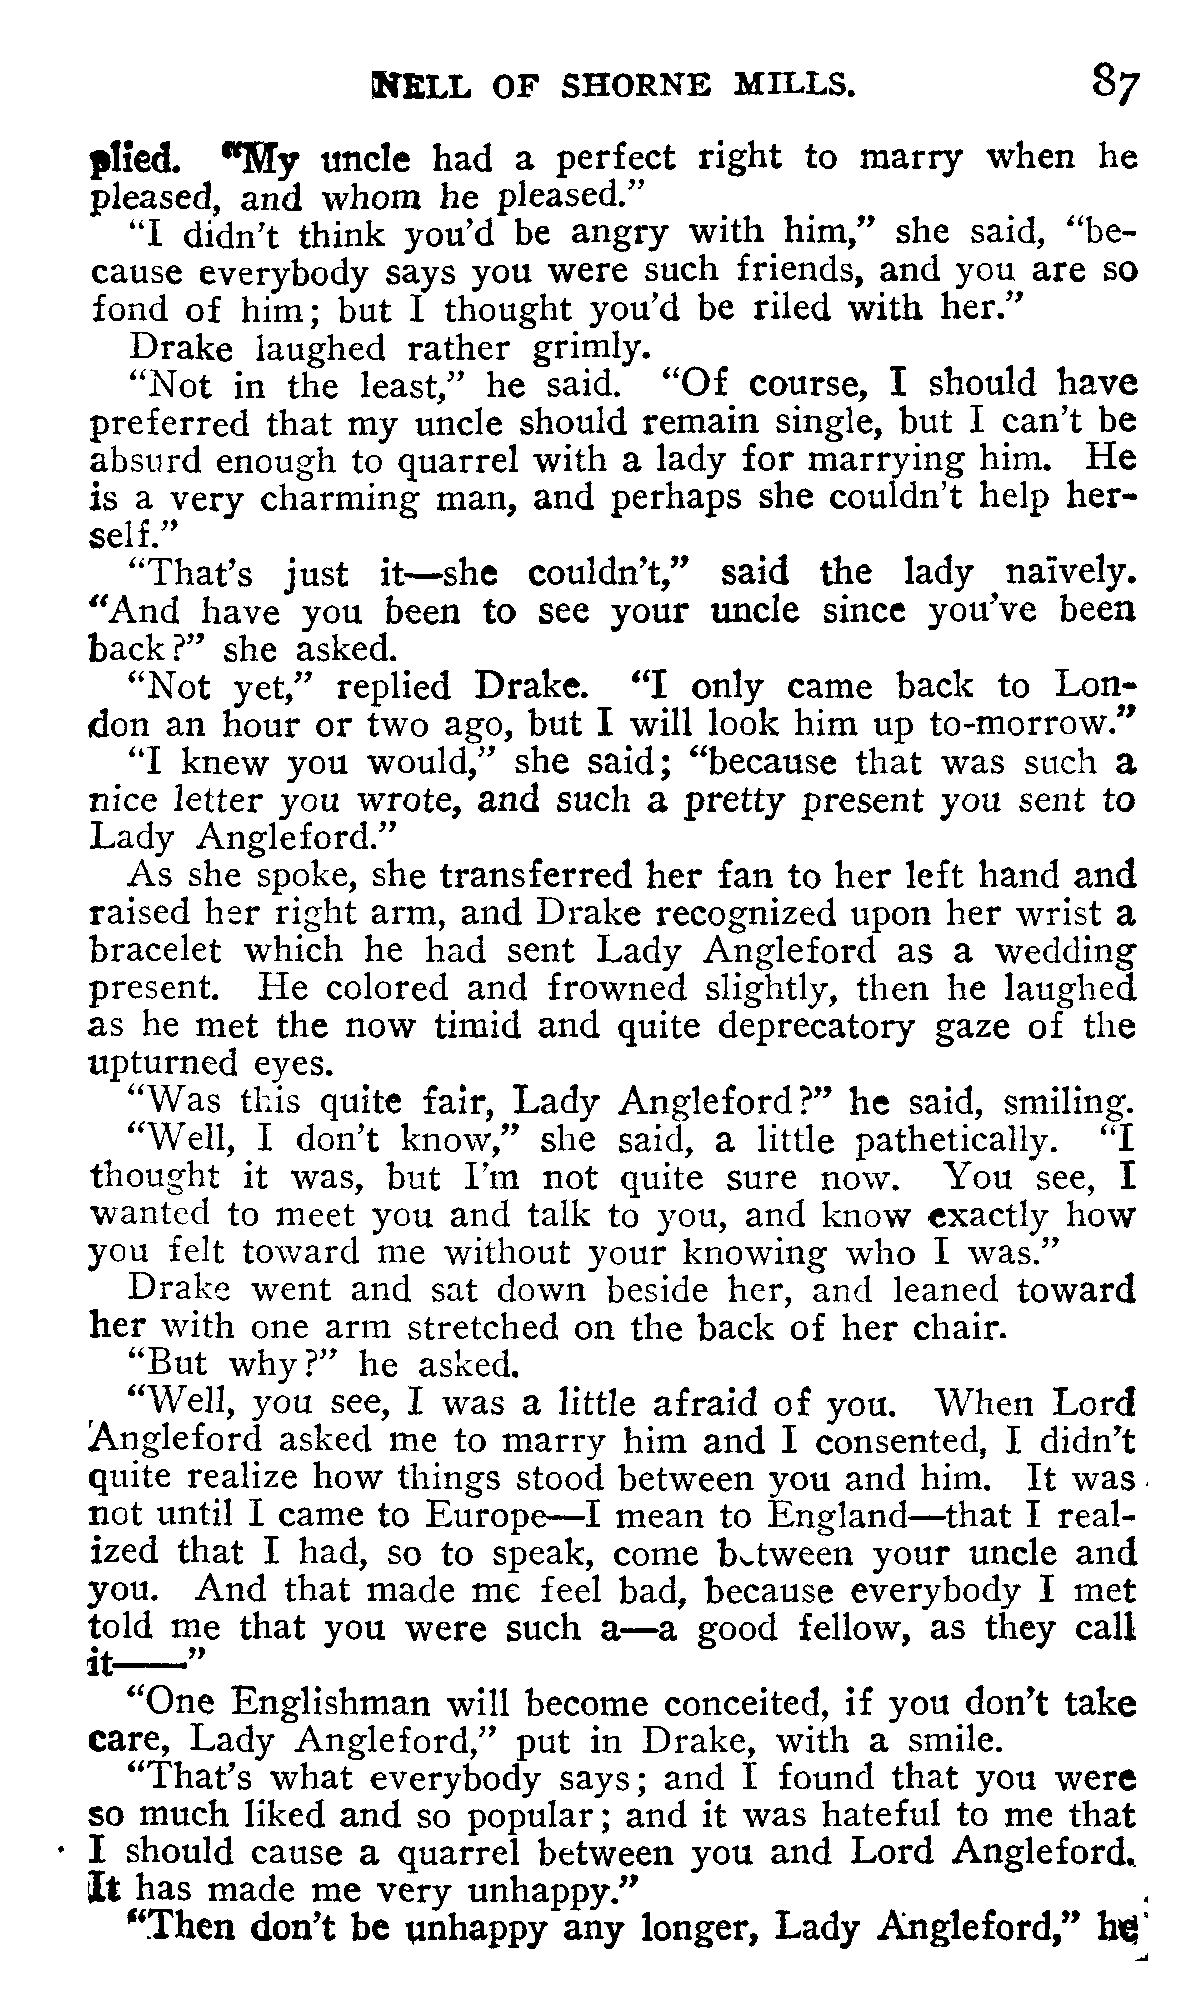 NELL OF SHORNE MILLS. 87
plied. "My uncle had a perfect right to marry when he
pleased, and whom he pleased."
"I didn't think you'd be angry with him," she said, "be-
cause everybody says you were such friends, and you are so
fond of him; but I thought you'd be riled with her."
Drake laughed rather grimly.
"Not in the least," he said. "Of course, I should have
preferred that my uncle should remain single, but I can't be
absurd enough to quarrel with a lady for marrying him. He
is a very charming man, and perhaps she couldn't help her-
self."
"That's just it—she couldn't," said the lady naïvely.
"And have you been to see your uncle since you've been
back?" she asked.
"Not yet," replied Drake. "I only came back to Lon-
don an hour or two ago, but I will look him up to-morrow."
"I knew you would," she said; "because that was such a
nice letter you wrote, and such a pretty present you sent to
Lady Angleford."
As she spoke, she transferred her fan to her left hand and
raised her right arm, and Drake recognized upon her wrist a
bracelet which he had sent Lady Angleford as a wedding
present. He colored and frowned slightly, then he laughed
as he met the now timid and quite deprecatory gaze of the
upturned eyes.
"Was this quite fair, Lady Angleford?" he said, smiling.
"Well, I don't know," she said, a little pathetically. "I
thought it was, but I'm not quite sure now. You see, I
wanted to meet you and talk to you, and know exactly how
you felt toward me without your knowing who I was."
Drake went and sat down beside her, and leaned toward
her with one arm stretched on the back of her chair.
"But why?" he asked.
"Well, you see, I was a little afraid of you. When Lord
Angleford asked me to marry him and I consented, I didn't
quite realize how things stood between you and him. It was
not until I came to Europe—I mean to England—that I real-
ized that I had, so to speak, come between your uncle and
you. And that made me feel bad, because everybody I met
told me that you were such a—a good fellow, as they call
it——"
"One Englishman will become conceited, if you don't take
care, Lady Angleford," put in Drake, with a smile.
"That's what everybody says; and I found that you were
so much liked and so popular; and it was hateful to me that
I should cause a quarrel between you and Lord Angleford.
It has made me very unhappy."
"Then don't be unhappy any longer, Lady Angleford," he